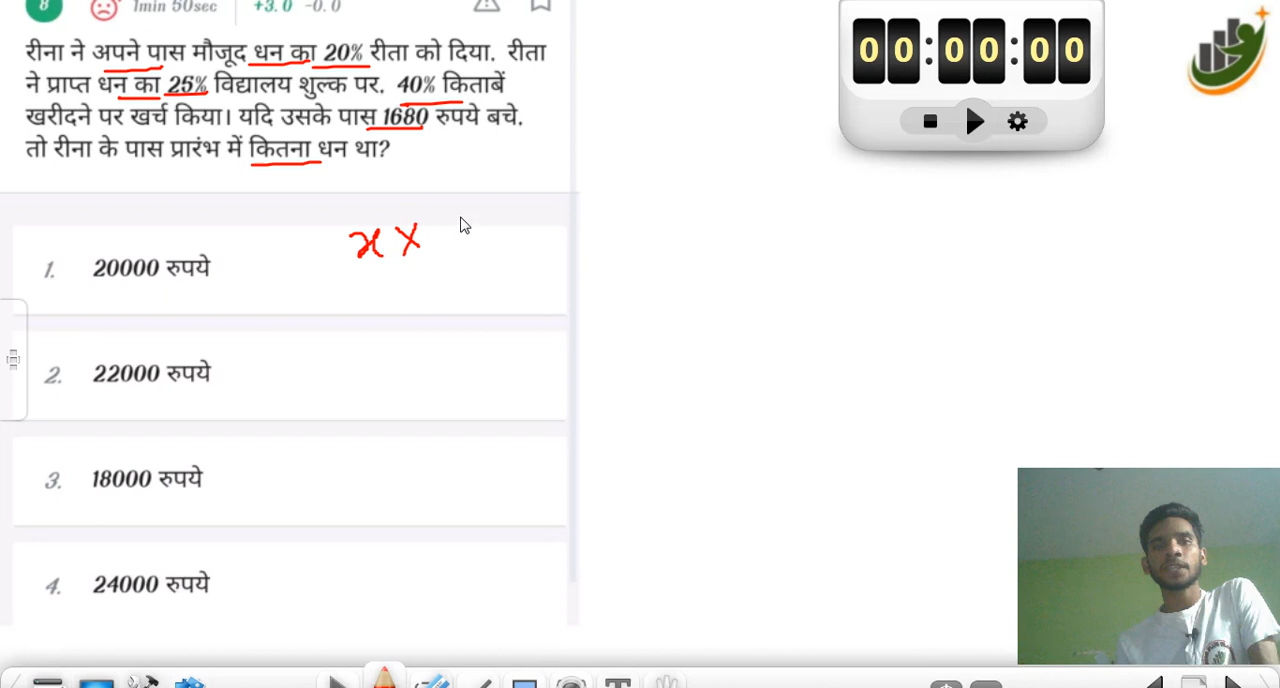 8 1min 50sec +3.0 -0.0
रीना ने अपने पास मौजूद धन का 20% रीता को दिया. रीता
ने प्राप्त धन का 25% विद्यालय शुल्क पर. 40% किताबें
खरीदने पर खर्च किया। यदि उसके पास 1680 रुपये बचे.
तो रीना के पास प्रारंभ में कितना धन था?
x ×
1. 20000 रुपये
2. 22000 रुपये
3. 18000 रुपये
4. 24000 रुपये
00:00:00